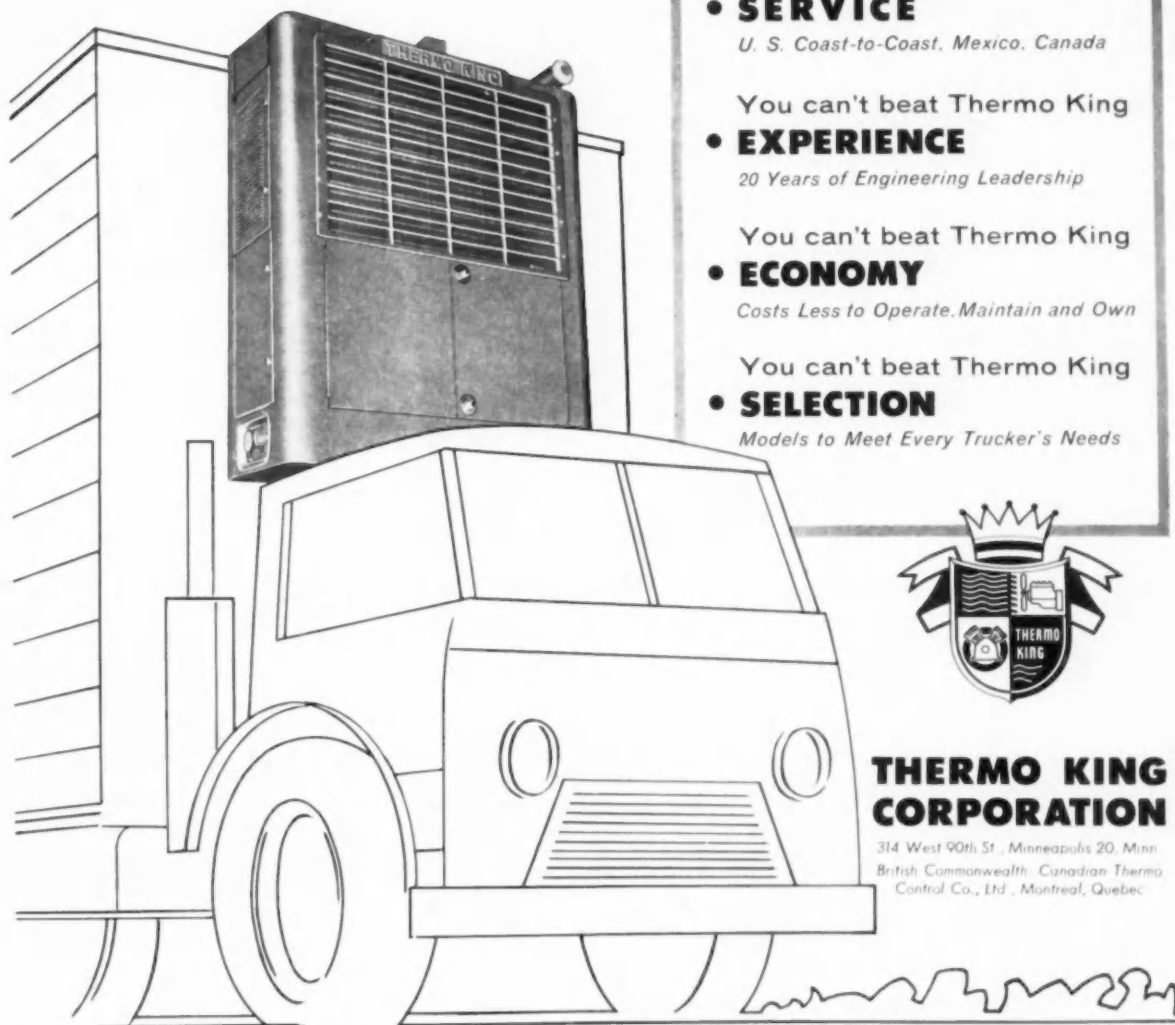 • SERVICE
U. S. Coast-to-Coast, Mexico, Canada
You can't beat Thermo King
• EXPERIENCE
20 Years of Engineering Leadership
You can't beat Thermo King
• ECONOMY
Costs Less to Operate, Maintain and Own
You can't beat Thermo King
• SELECTION
Models to Meet Every Trucker's Needs
THERMO KING
THERMO
KING
THERMO KING
CORPORATION
314 West 90th St., Minneapolis 20, Minn.
British Commonwealth: Canadian Thermo
Control Co., Ltd., Montreal, Quebec